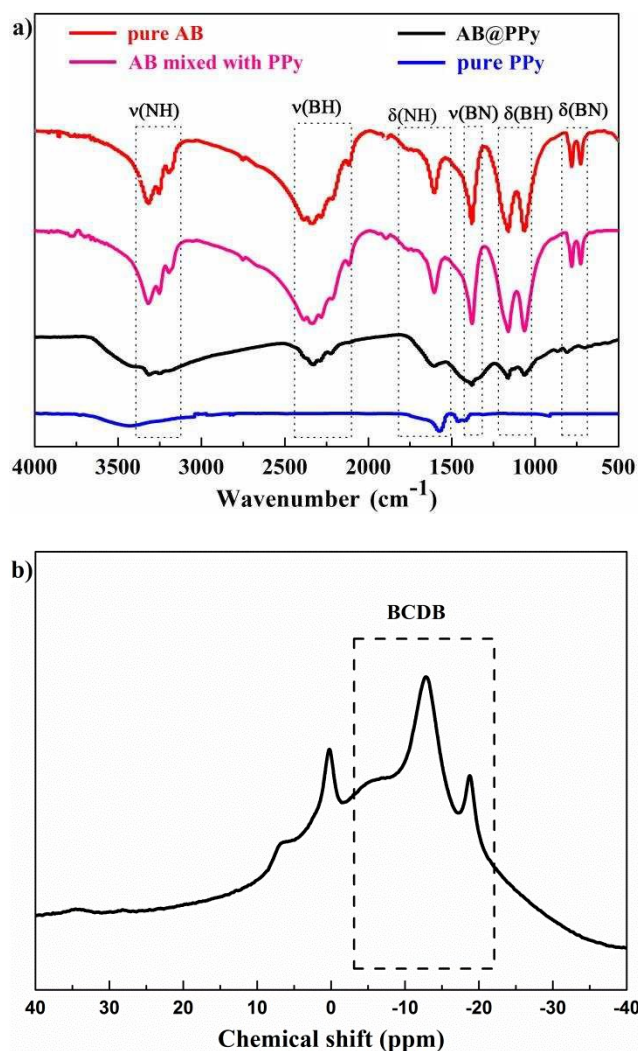 a)
pure AB
AB@PPy
AB mixed with PPy
pure PPy
ν(NH)
ν(BH)
δ(NH)
ν(BN)
δ(BH)
δ(BN)
4000 3500 3000 2500 2000 1500 1000 500
Wavenumber (cm⁻¹)
b)
BCDB
40 30 20 10 0 -10 -20 -30 -40
Chemical shift (ppm)